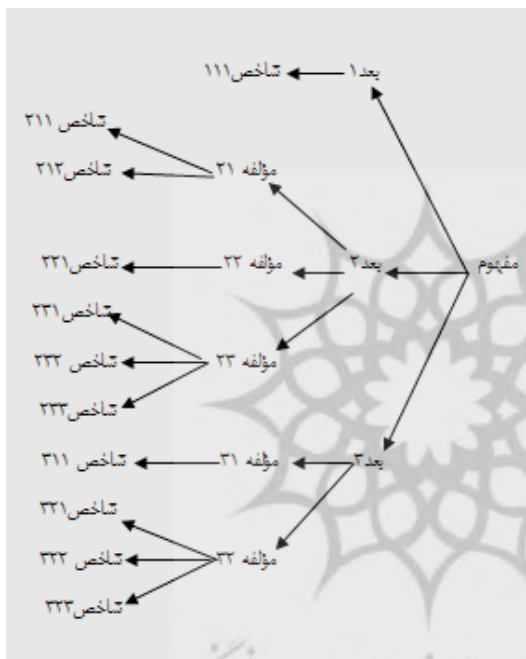 بعد۱ شاخص۱۱۱
شاخص ۲۱۱
مؤلفه ۲۱ شاخص۲۱۲
مفهوم بعد۲ مؤلفه ۲۲ شاخص۲۲۱
شاخص۲۳۱
مؤلفه ۲۳ شاخص ۲۳۲
شاخص۲۳۳
بعد۳ مؤلفه ۳۱ شاخص ۳۱۱
شاخص۳۲۱
مؤلفه ۳۲ شاخص ۳۲۲
شاخص۳۲۳